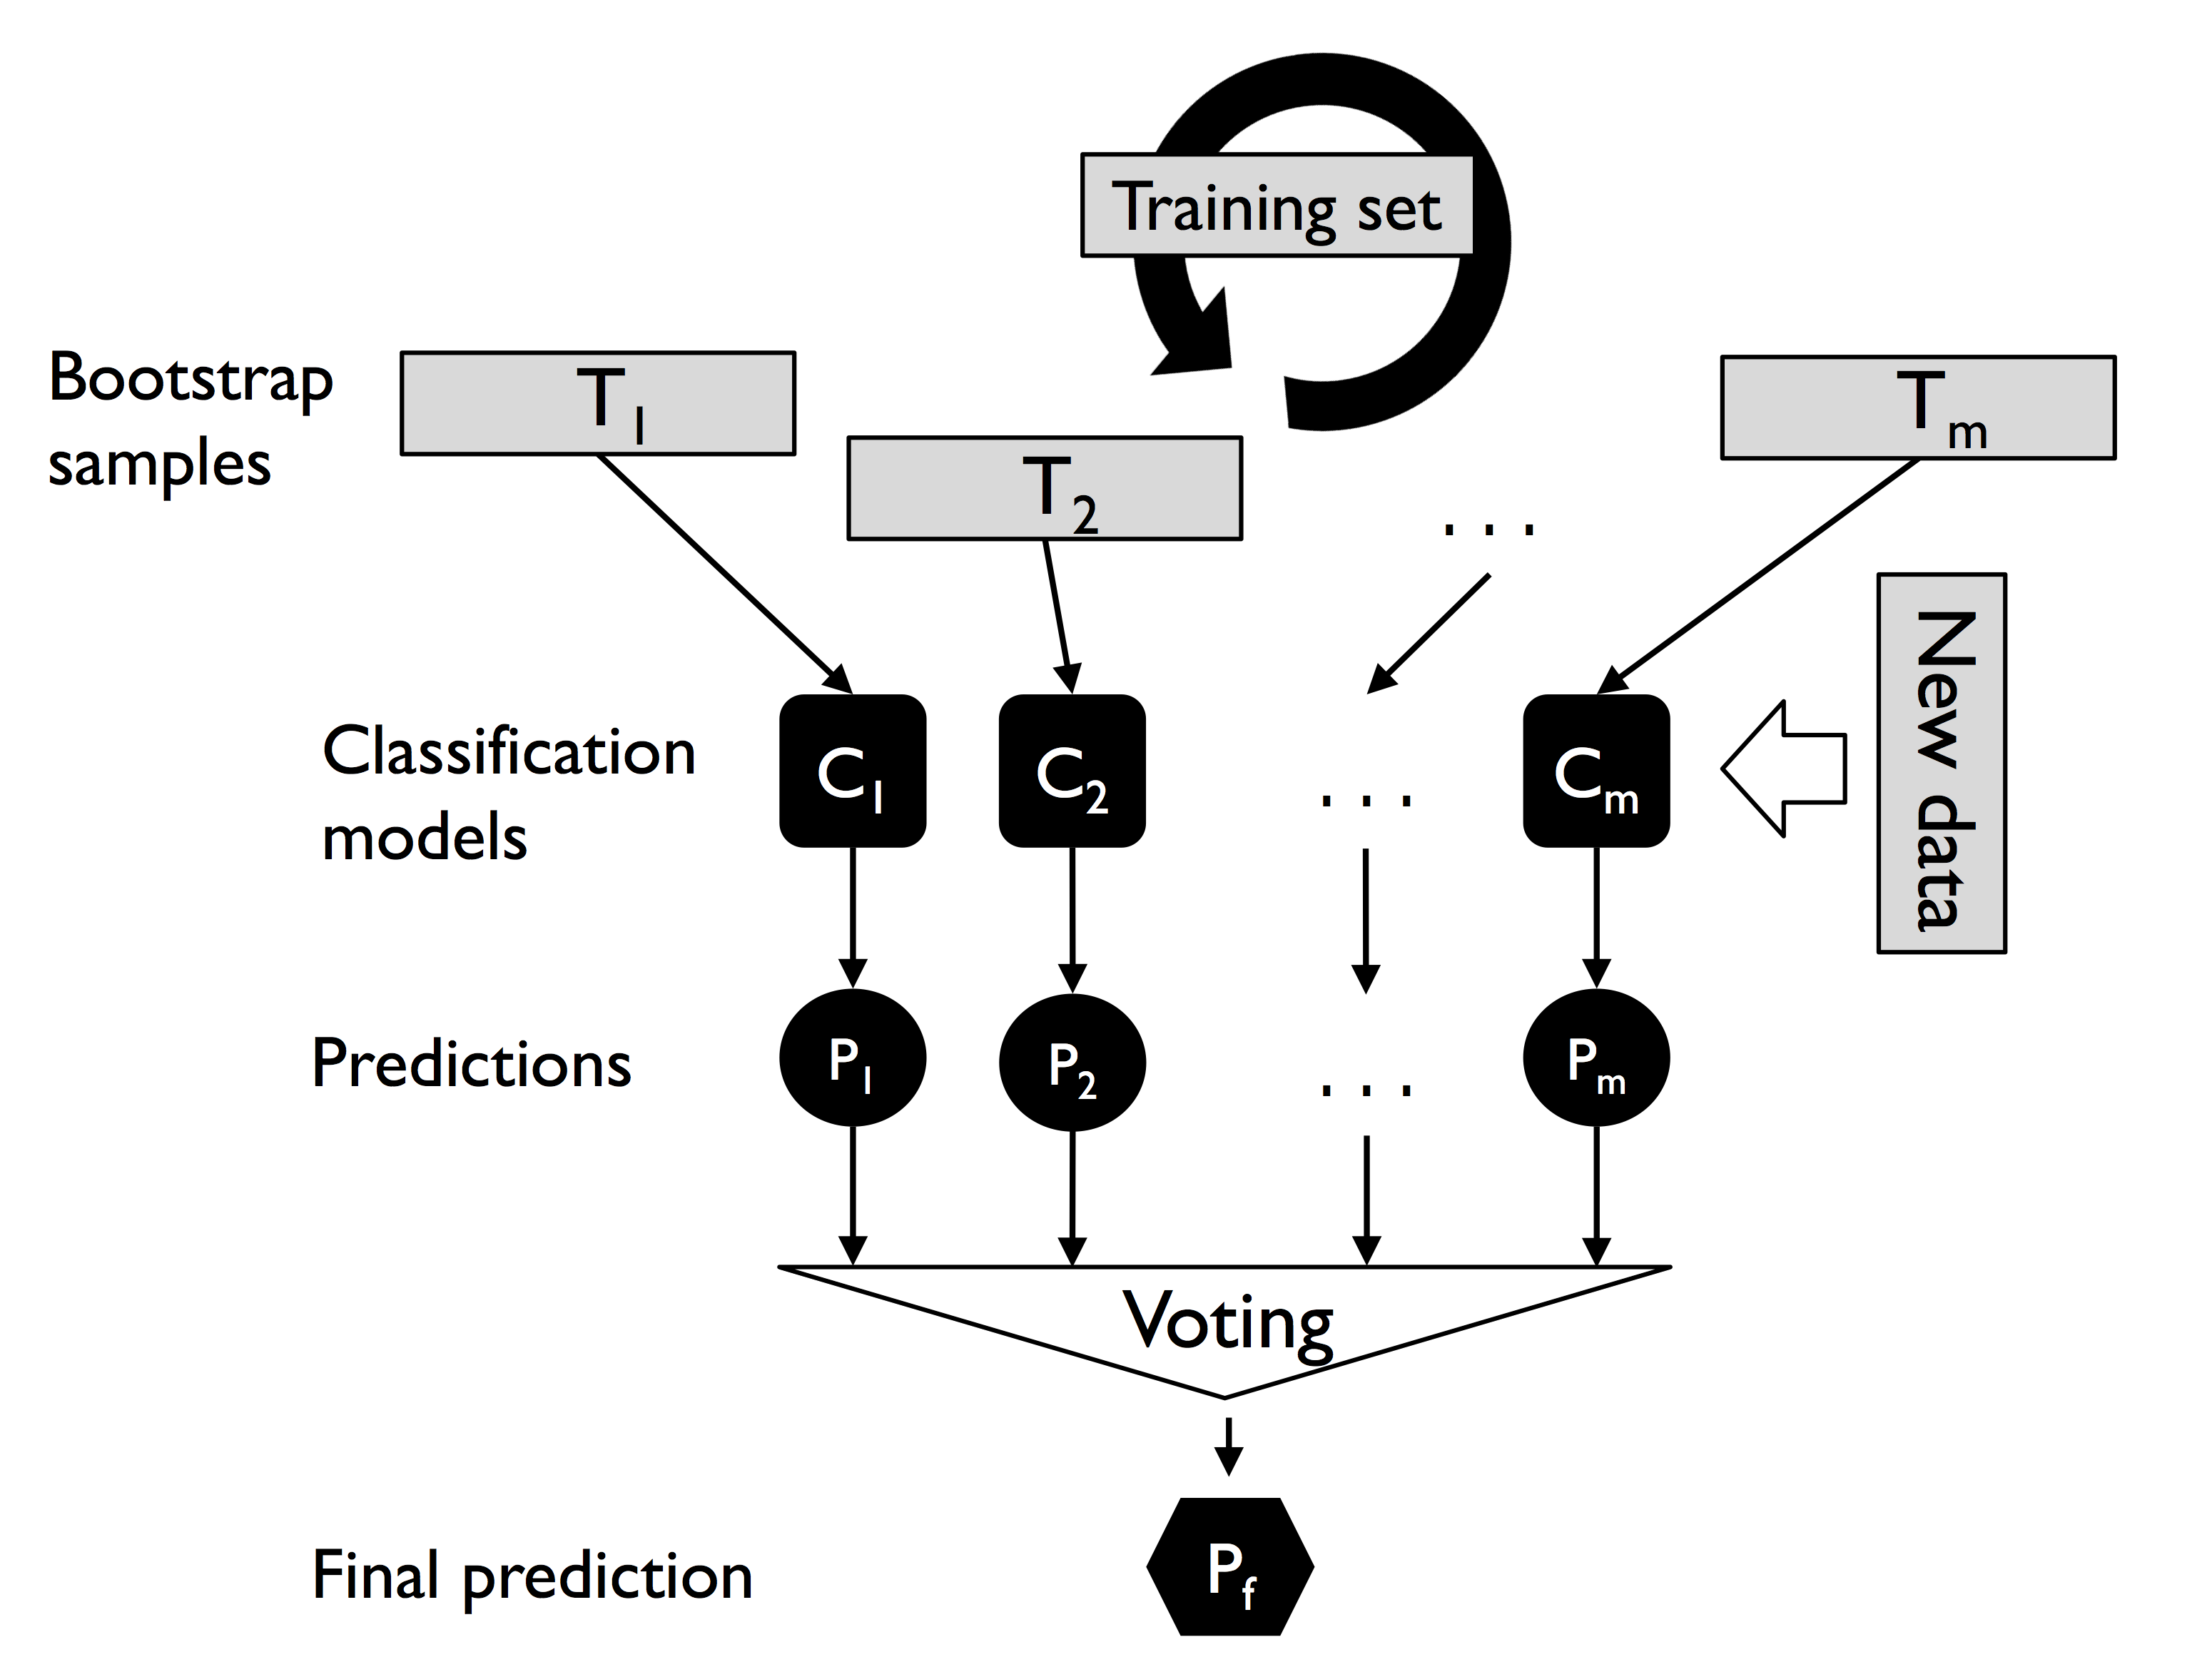 Training set
Bootstrap
samples
T1
T2
. . .
Tm
New data
Classification
models
C1
C2
. . .
Cm
Predictions
P1
P2
. . .
Pm
Voting
Final prediction
Pf